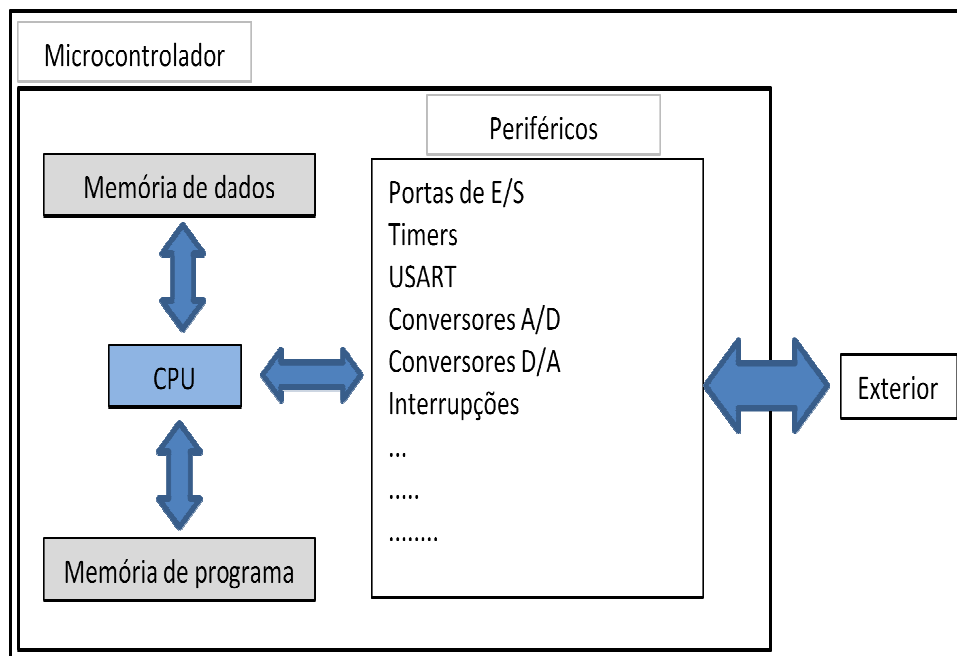 Microcontrolador
Periféricos
Memória de dados
CPU
Memória de programa
Portas de E/S
Timers
USART
Conversores A/D
Conversores D/A
Interrupções
...
.....
........
Exterior